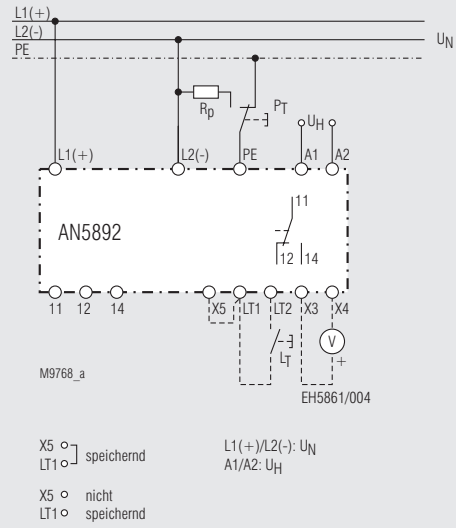 L1(+)
L2(-)
PE
UN
Rp
PT
UH
L1(+) L2(-) PE A1 A2
AN5892
11
12 14
11 12 14 X5 LT1 LT2 X3 X4
LT
V
+
M9768_a
EH5861/004
X5
LT1
speichernd
L1(+)/L2(-): UN
A1/A2: UH
X5 nicht
LT1 speichernd